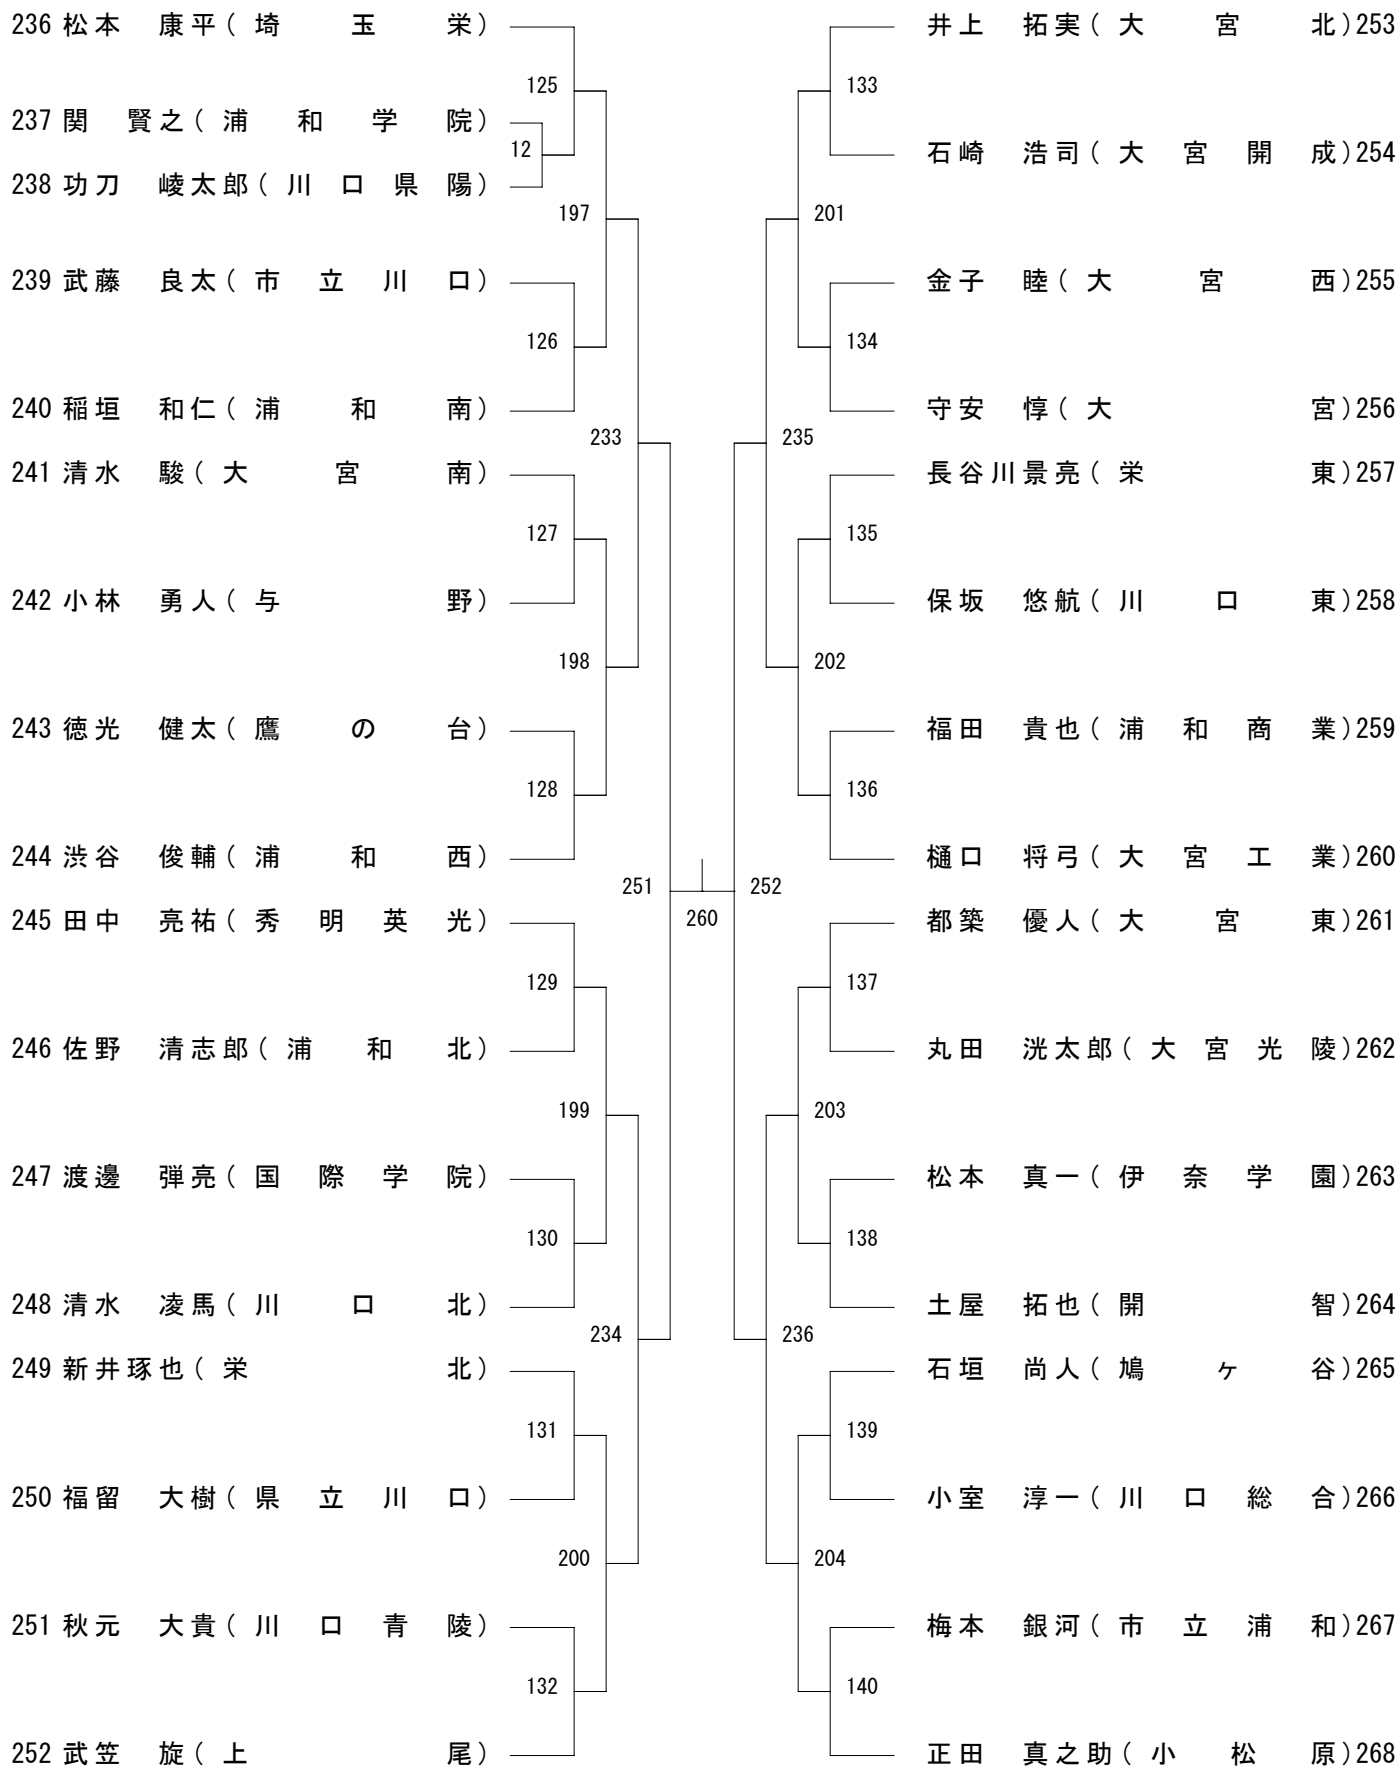 236 松本 康平(埼玉栄)
125
237 関 賢之(浦和学院)
12
238 功刀 崚太郎(川口県陽)
197
239 武藤 良太(市立川口)
126
240 稲垣 和仁(浦和南)
233
241 清水 駿(大宮南)
127
242 小林 勇人(与野)
198
243 徳光 健太(鷹の台)
128
244 渋谷 俊輔(浦和西)
251
245 田中 亮祐(秀明英光)
129
246 佐野 清志郎(浦和北)
199
247 渡邊 弾亮(国際学院)
130
248 清水 凌馬(川口北)
234
249 新井琢也(栄北)
131
250 福留 大樹(県立川口)
200
251 秋元 大貴(川口青陵)
132
252 武笠 旋(上尾)
260
井上 拓実(大宮北)253
133
石崎 浩司(大宮開成)254
201
金子 睦(大宮西)255
134
守安 惇(大宮)256
235
長谷川景亮(栄東)257
135
保坂 悠航(川口東)258
202
福田 貴也(浦和商業)259
136
樋口 将弓(大宮工業)260
252
都築 優人(大宮東)261
137
丸田 洸太郎(大宮光陵)262
203
松本 真一(伊奈学園)263
138
土屋 拓也(開智)264
236
石垣 尚人(鳩ヶ谷)265
139
小室 淳一(川口総合)266
204
梅本 銀河(市立浦和)267
140
正田 真之助(小松原)268